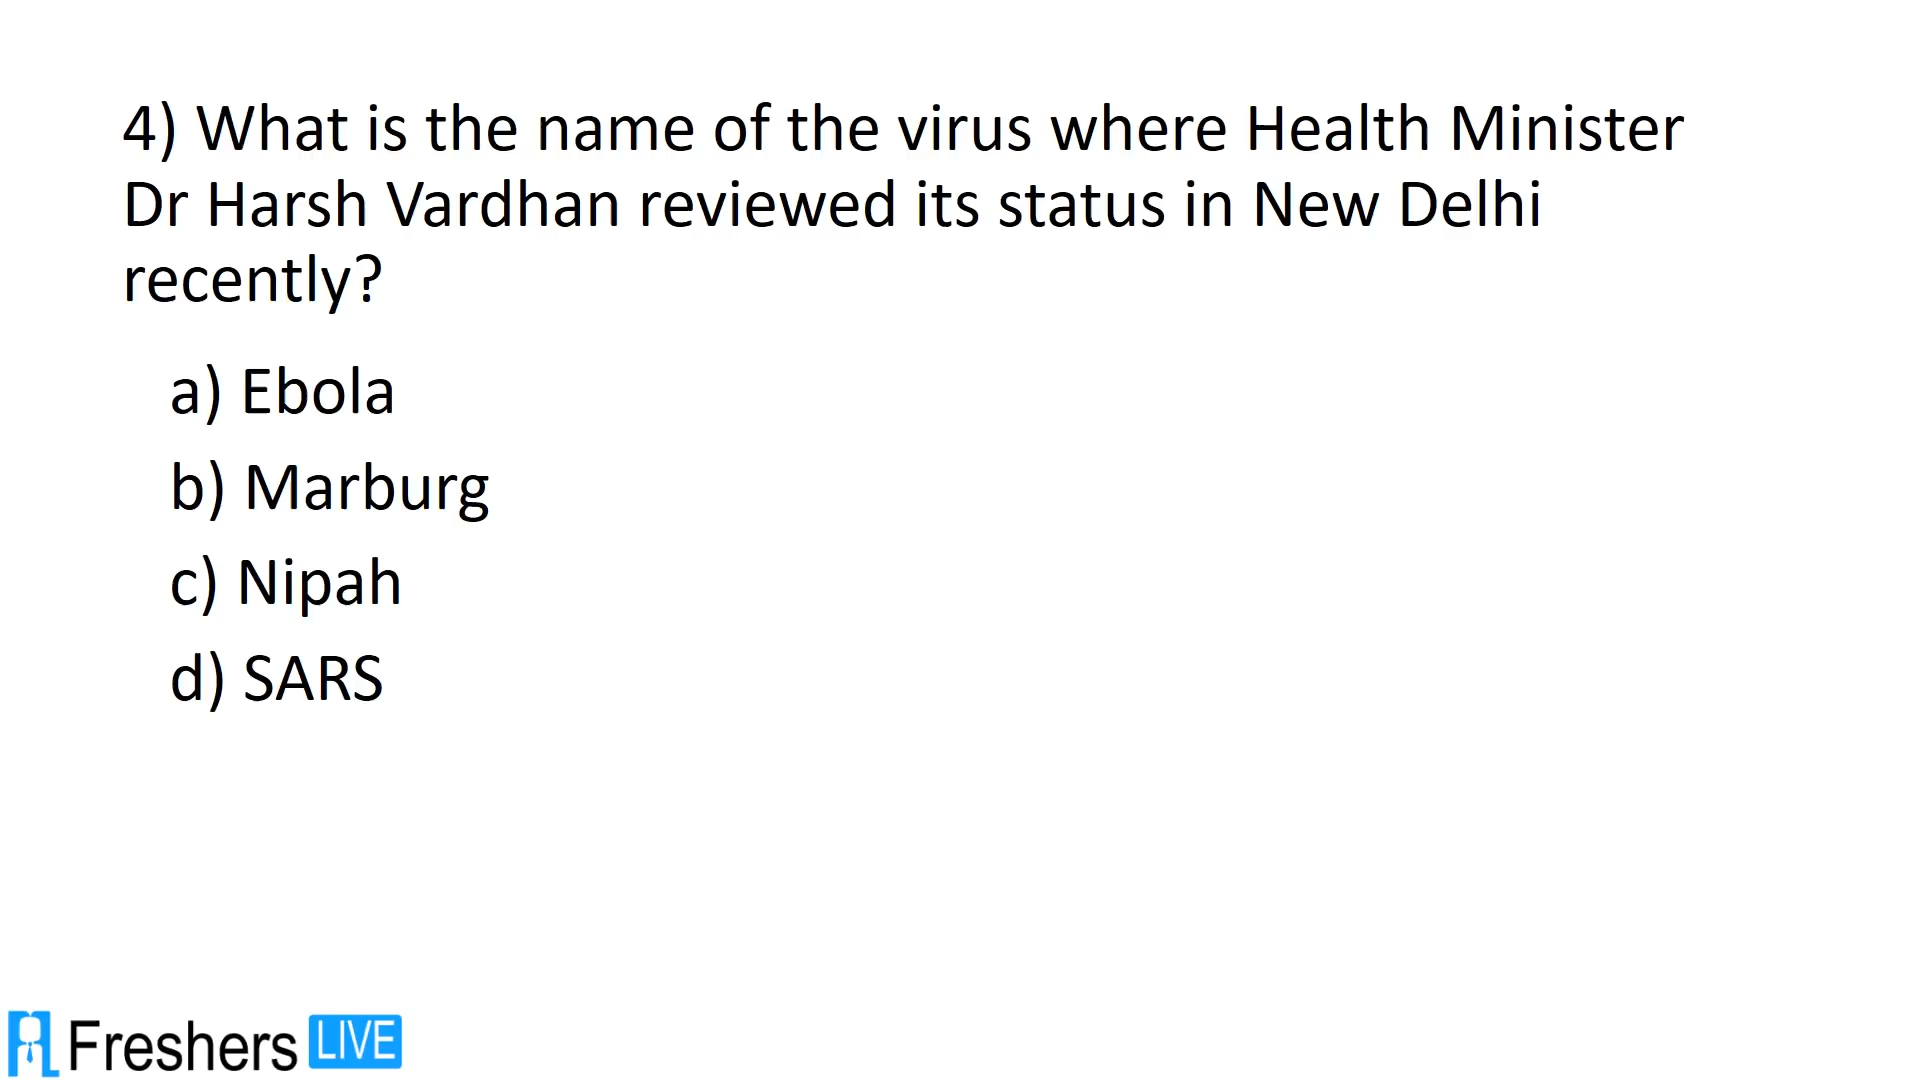 4) What is the name of the virus where Health Minister
Dr Harsh Vardhan reviewed its status in New Delhi
recently?
a) Ebola
b) Marburg
c) Nipah
d) SARS
Freshers LIVE